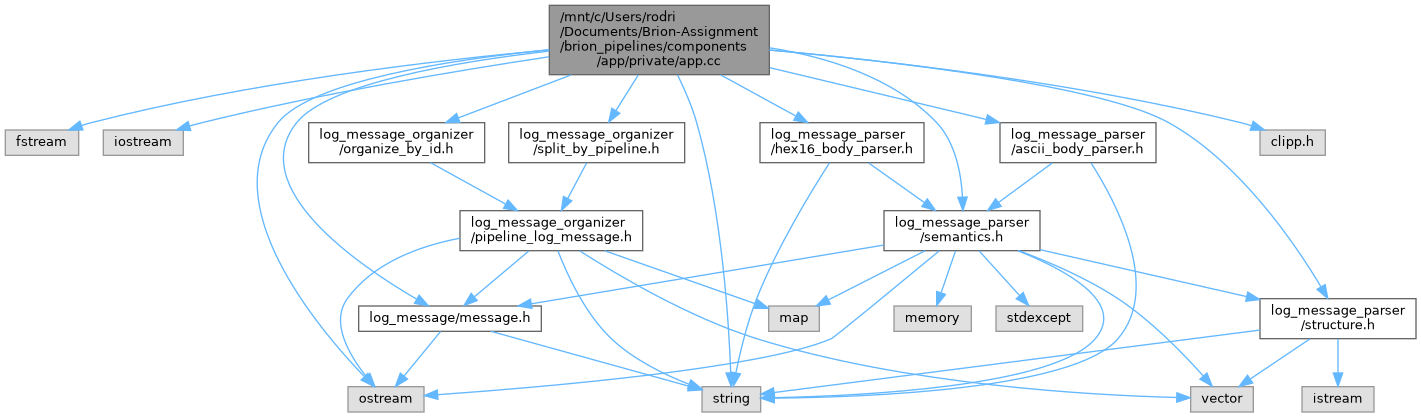 /mnt/c/Users/rodri
/Documents/Brion-Assignment
/brion_pipelines/components
/app/private/app.cc
fstream
iostream
log_message_organizer
/organize_by_id.h
log_message_organizer
/split_by_pipeline.h
log_message_parser
/hex16_body_parser.h
log_message_parser
/ascii_body_parser.h
clipp.h
log_message_organizer
/pipeline_log_message.h
log_message_parser
/semantics.h
log_message/message.h
map
memory
stdexcept
log_message_parser
/structure.h
ostream
string
vector
istream